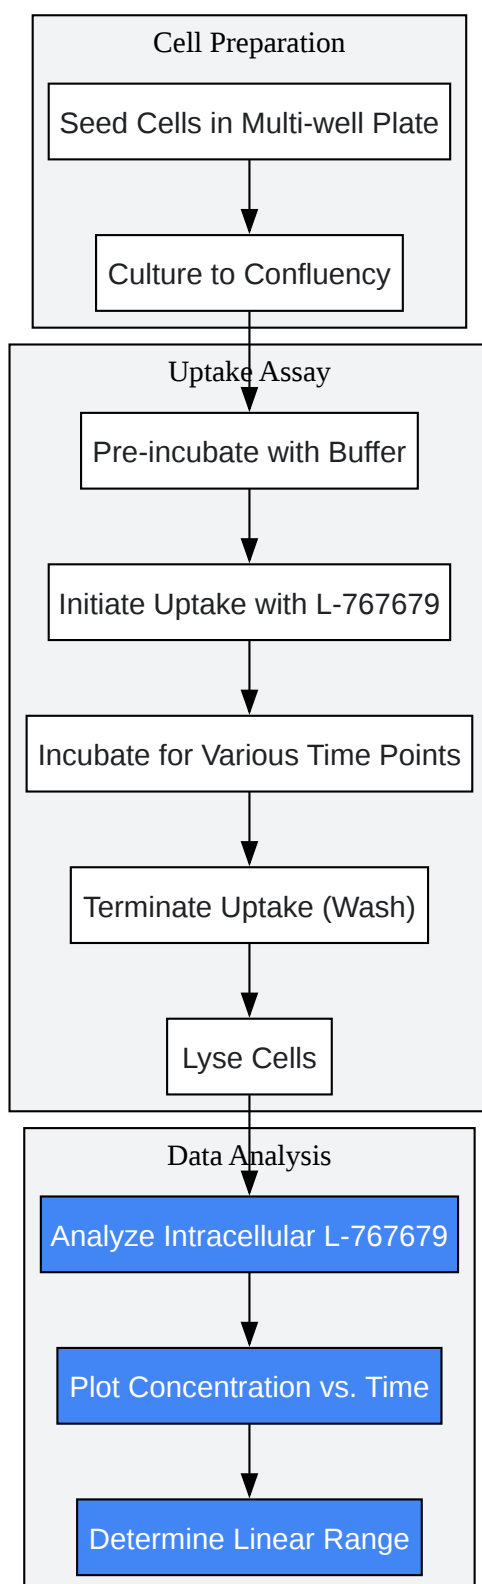 Cell Preparation
Seed Cells in Multi-well Plate
Culture to Confluency
Uptake Assay
Pre-incubate with Buffer
Initiate Uptake with L-767679
Incubate for Various Time Points
Terminate Uptake (Wash)
Lyse Cells
Data Analysis
Analyze Intracellular L-767679
Plot Concentration vs. Time
Determine Linear Range